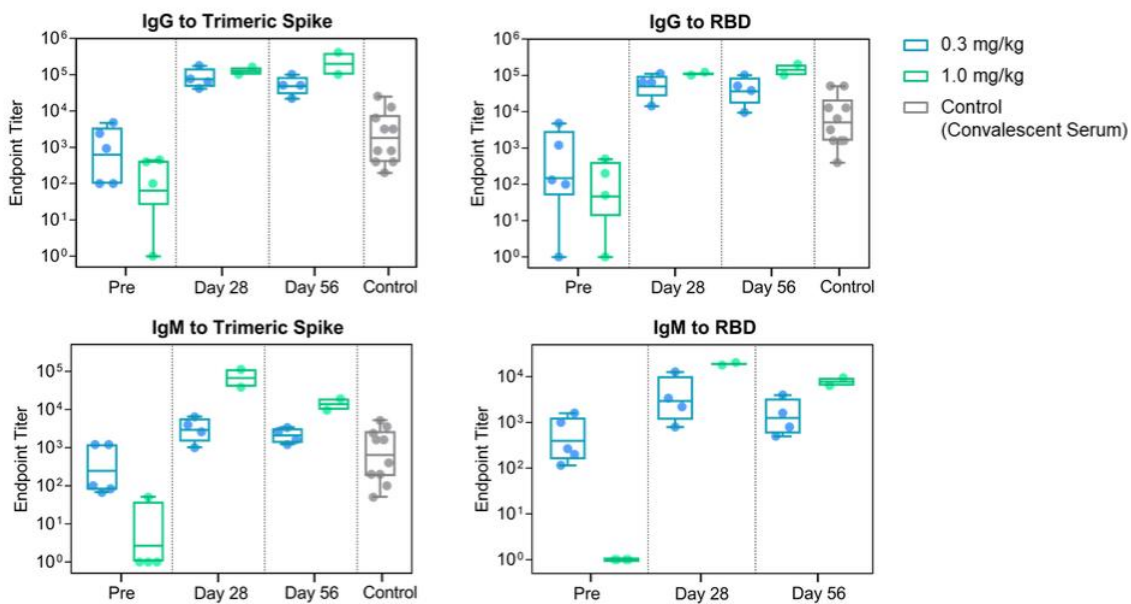 IgG to Trimeric Spike
Endpoint Titer
10⁶
10⁵
10⁴
10³
10²
10¹
10⁰
Pre Day 28 Day 56 Control
IgG to RBD
Endpoint Titer
10⁶
10⁵
10⁴
10³
10²
10¹
10⁰
Pre Day 28 Day 56 Control
0.3 mg/kg
1.0 mg/kg
Control
(Convalescent Serum)
IgM to Trimeric Spike
Endpoint Titer
10⁵
10⁴
10³
10²
10¹
10⁰
Pre Day 28 Day 56 Control
IgM to RBD
Endpoint Titer
10⁴
10³
10²
10¹
10⁰
Pre Day 28 Day 56